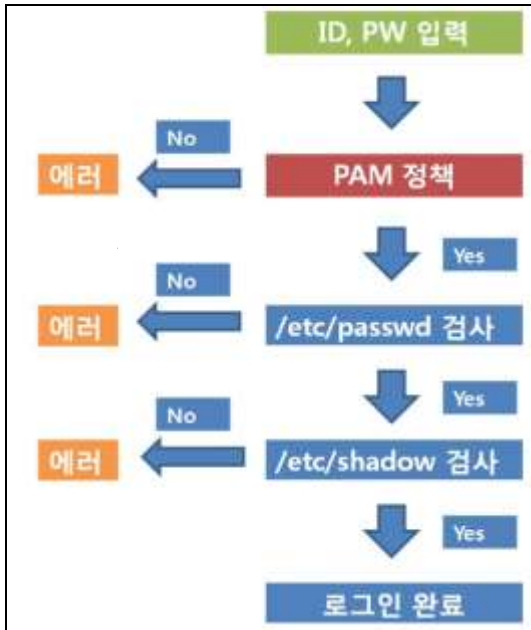 ID, PW 입력
No
에러
PAM 정책
Yes
No
에러
/etc/passwd 검사
Yes
No
에러
/etc/shadow 검사
Yes
로그인 완료